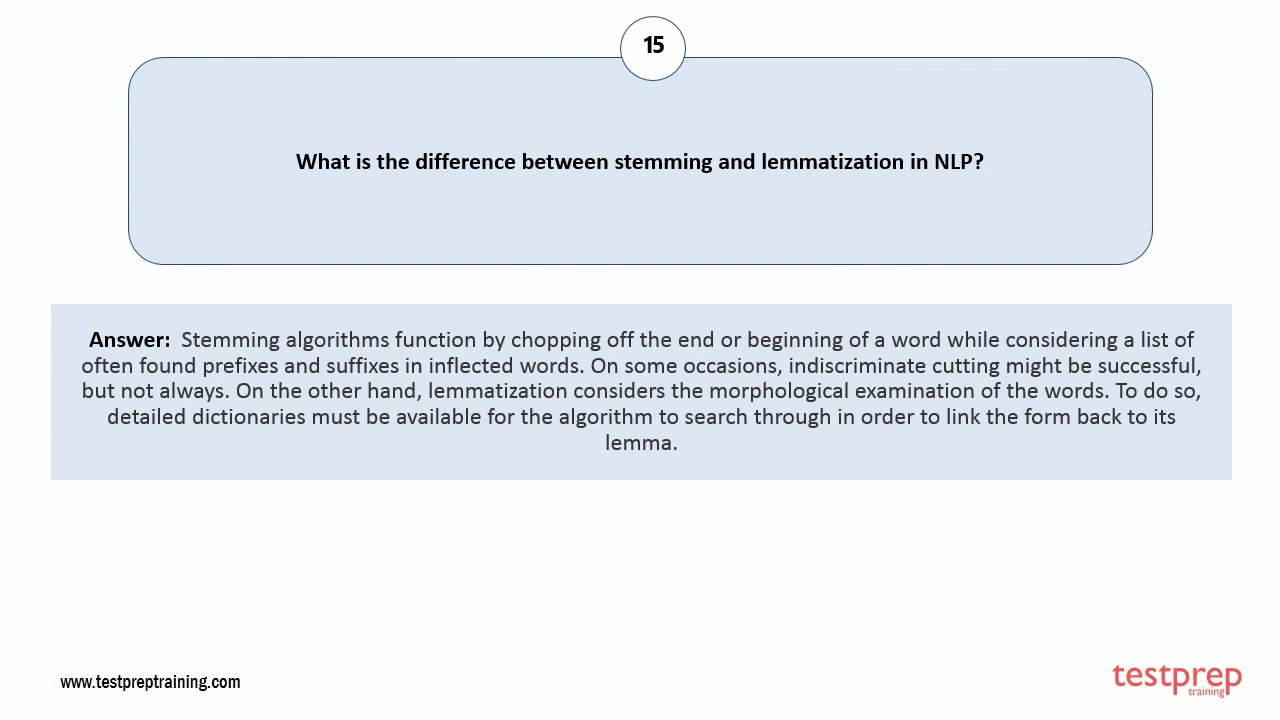 15
What is the difference between stemming and lemmatization in NLP?
Answer: Stemming algorithms function by chopping off the end or beginning of a word while considering a list of
often found prefixes and suffixes in inflected words. On some occasions, indiscriminate cutting might be successful,
but not always. On the other hand, lemmatization considers the morphological examination of the words. To do so,
detailed dictionaries must be available for the algorithm to search through in order to link the form back to its
lemma.
www.testpreptraining.com
testprep
training